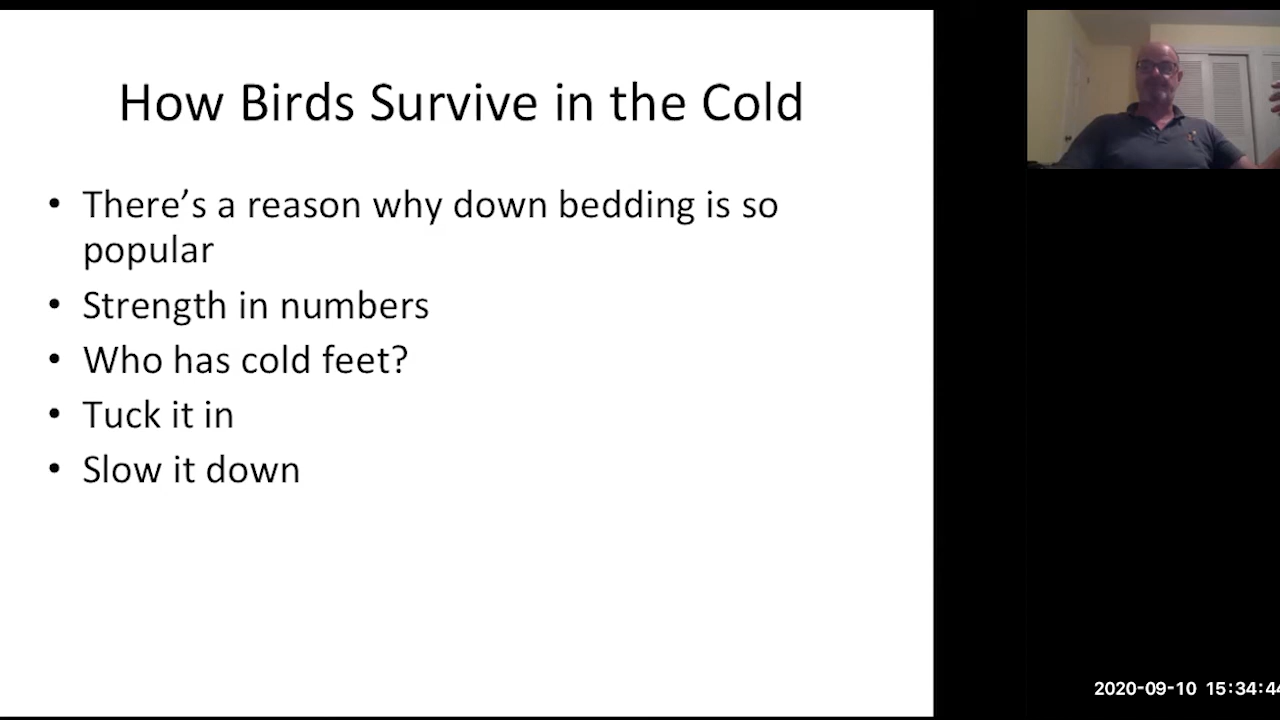 How Birds Survive in the Cold
• There’s a reason why down bedding is so
popular
• Strength in numbers
• Who has cold feet?
• Tuck it in
• Slow it down
2020-09-10 15:34:44